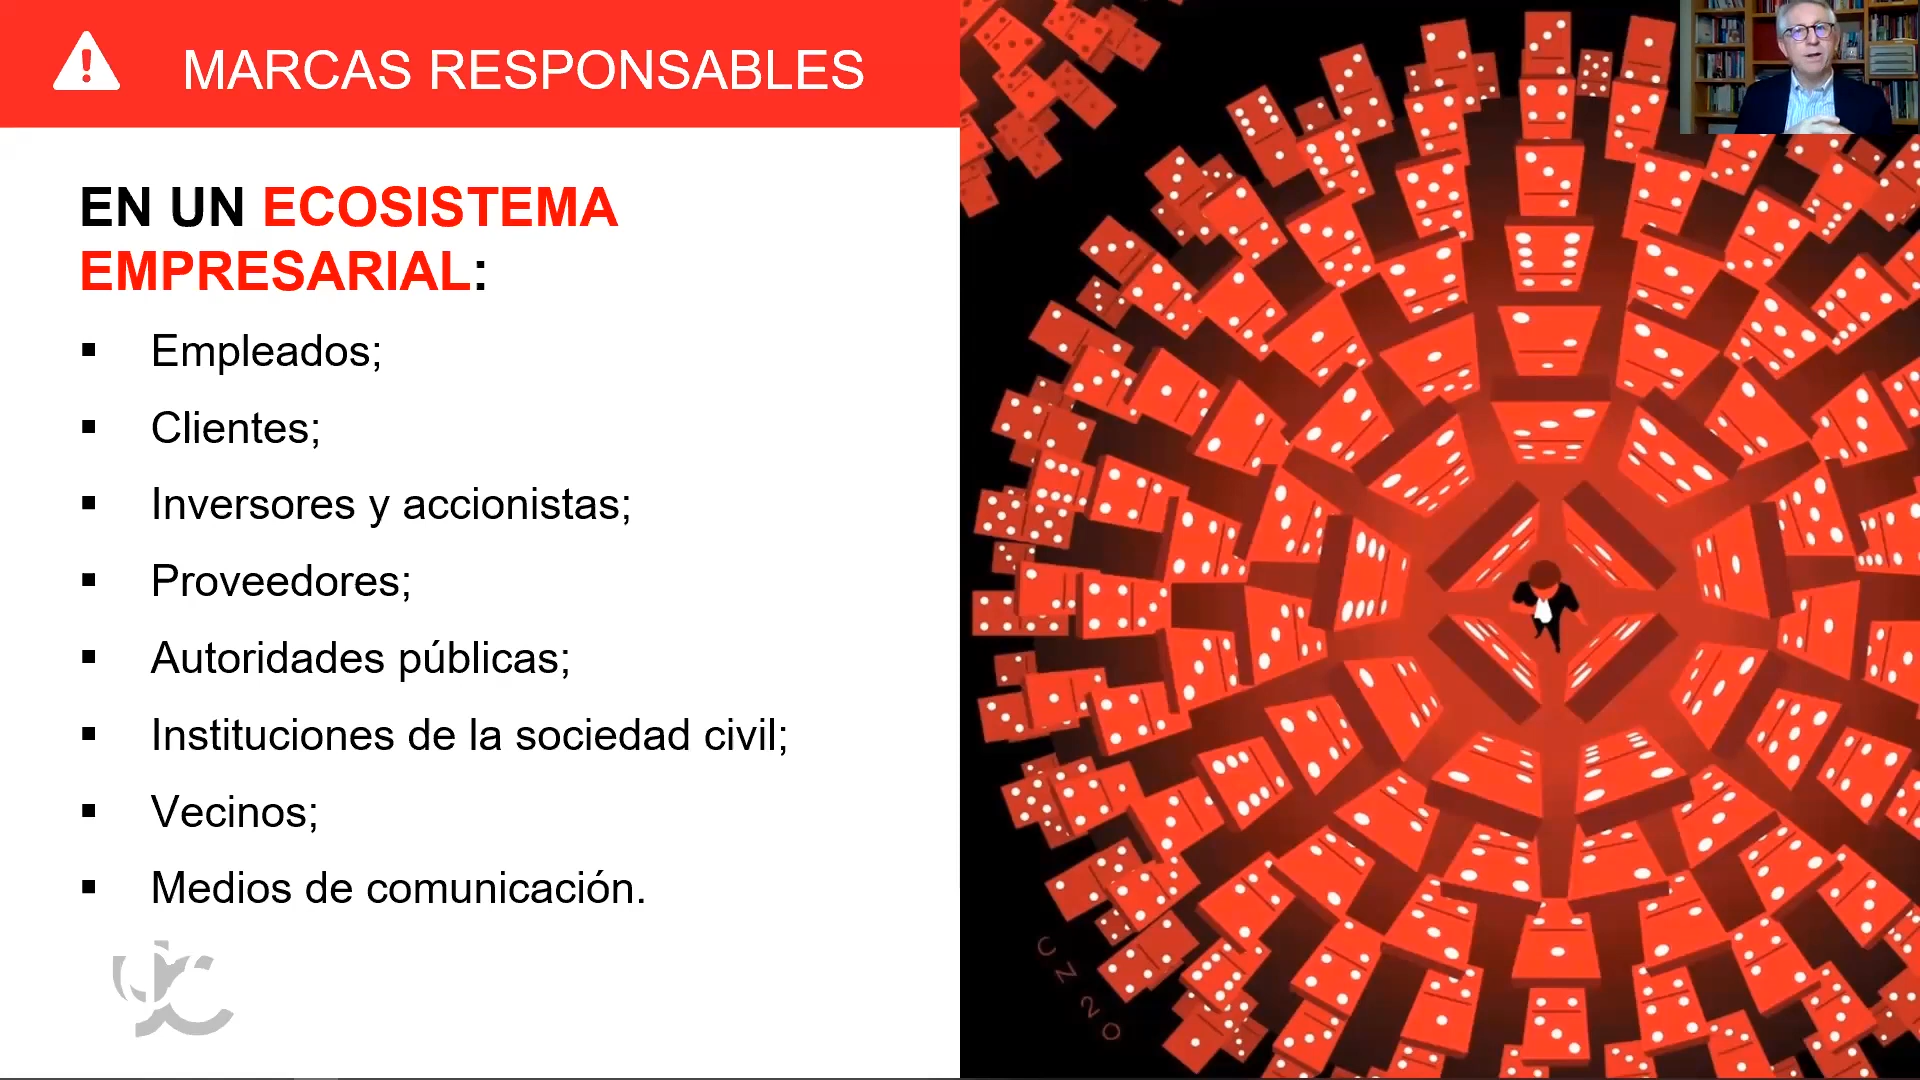 MARCAS RESPONSABLES
EN UN ECOSISTEMA
EMPRESARIAL:
▪ Empleados;
▪ Clientes;
▪ Inversores y accionistas;
▪ Proveedores;
▪ Autoridades públicas;
▪ Instituciones de la sociedad civil;
▪ Vecinos;
▪ Medios de comunicación.
CNZO